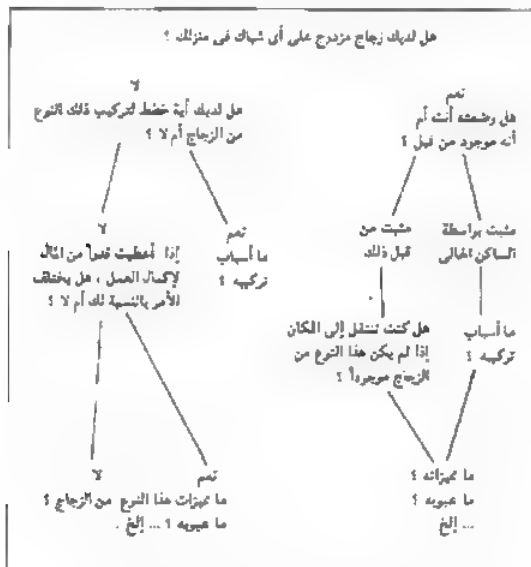 هل لديك زجاج مزدوج على أى شباك فى منزلك ؟
نعم
هل وضعته أنت أم
أنه موجود من قبل ؟
مثبت بواسطة
الساكن الحالى
مثبت من
قبل ذلك
ما أسباب
تركيبه ؟
هل كنت تنتقل إلى المكان
إذا لم يكن هذا النوع من
الزجاج موجوداً ؟
ما مميزاته ؟
ما عيوبه ؟
... إلخ
لا
هل لديك أية خطط لتركيب ذلك النوع
من الزجاج أم لا ؟
نعم
ما أسباب
تركيبه ؟
لا
إذا أعطيت قدراً من المال
لإكمال العمل ، هل يختلف
الأمر بالنسبة لك أم لا ؟
نعم
لا
ما مميزات هذا النوع من الزجاج ؟
ما عيوبه ؟ ... إلخ .